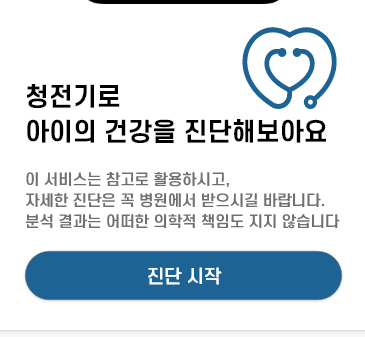 청전기로
아이의 건강을 진단해보아요
이 서비스는 참고로 활용하시고,
자세한 진단은 꼭 병원에서 받으시길 바랍니다.
분석 결과는 어떠한 의학적 책임도 지지 않습니다
진단 시작